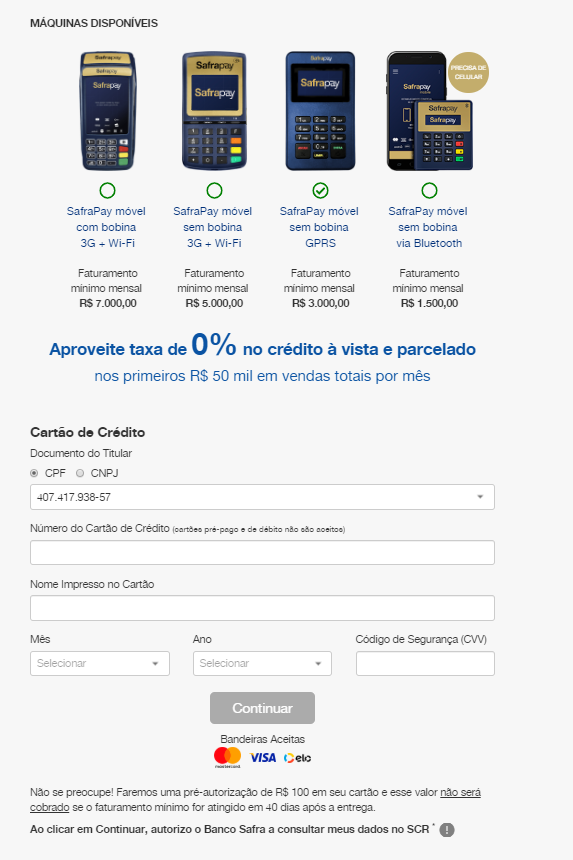 MÁQUINAS DISPONÍVEIS
Safrapay
Safrapay
Safrapay
Safrapay
Safrapay
Safrapay
Safrapay
Safrapay
PRECISA DE
CELULAR
SafraPay móvel
com bobina
3G + Wi-Fi
SafraPay móvel
sem bobina
3G + Wi-Fi
SafraPay móvel
sem bobina
GPRS
SafraPay móvel
sem bobina
via Bluetooth
Faturamento
mínimo mensal
R$ 7.000,00
Faturamento
mínimo mensal
R$ 5.000,00
Faturamento
mínimo mensal
R$ 3.000,00
Faturamento
mínimo mensal
R$ 1.500,00
Aproveite taxa de 0% no crédito à vista e parcelado
nos primeiros R$ 50 mil em vendas totais por mês
Cartão de Crédito
Documento do Titular
CPF CNPJ
407.417.938-57
Número do Cartão de Crédito (cartões pré-pago e de débito não são aceitos)
Nome Impresso no Cartão
Mês Ano Código de Segurança (CVV)
Selecionar Selecionar
Continuar
Bandeiras Aceitas
mastercard VISA elo
Não se preocupe! Faremos uma pré-autorização de R$ 100 em seu cartão e esse valor não será
cobrado se o faturamento mínimo for atingido em 40 dias após a entrega.
Ao clicar em Continuar, autorizo o Banco Safra a consultar meus dados no SCR * !